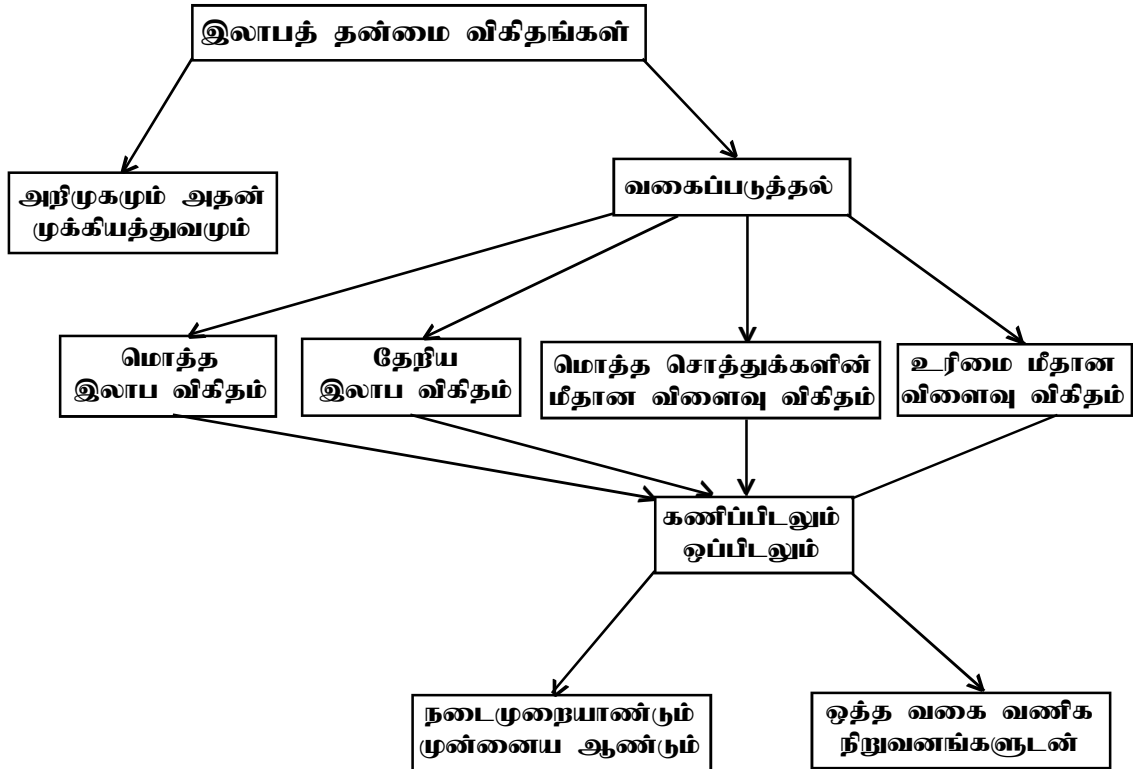 இலாபத் தன்மை விகிதங்கள்
அறிமுகமும் அதன்
முக்கியத்துவமும்
வகைப்படுத்தல்
மொத்த
இலாப விகிதம்
தேறிய
இலாப விகிதம்
மொத்த சொத்துக்களின்
மீதான விளைவு விகிதம்
உரிமை மீதான
விளைவு விகிதம்
கணிப்பிடலும்
ஒப்பிடலும்
நடைமுறையாண்டும்
முன்னைய ஆண்டும்
ஒத்த வகை வணிக
நிறுவனங்களுடன்